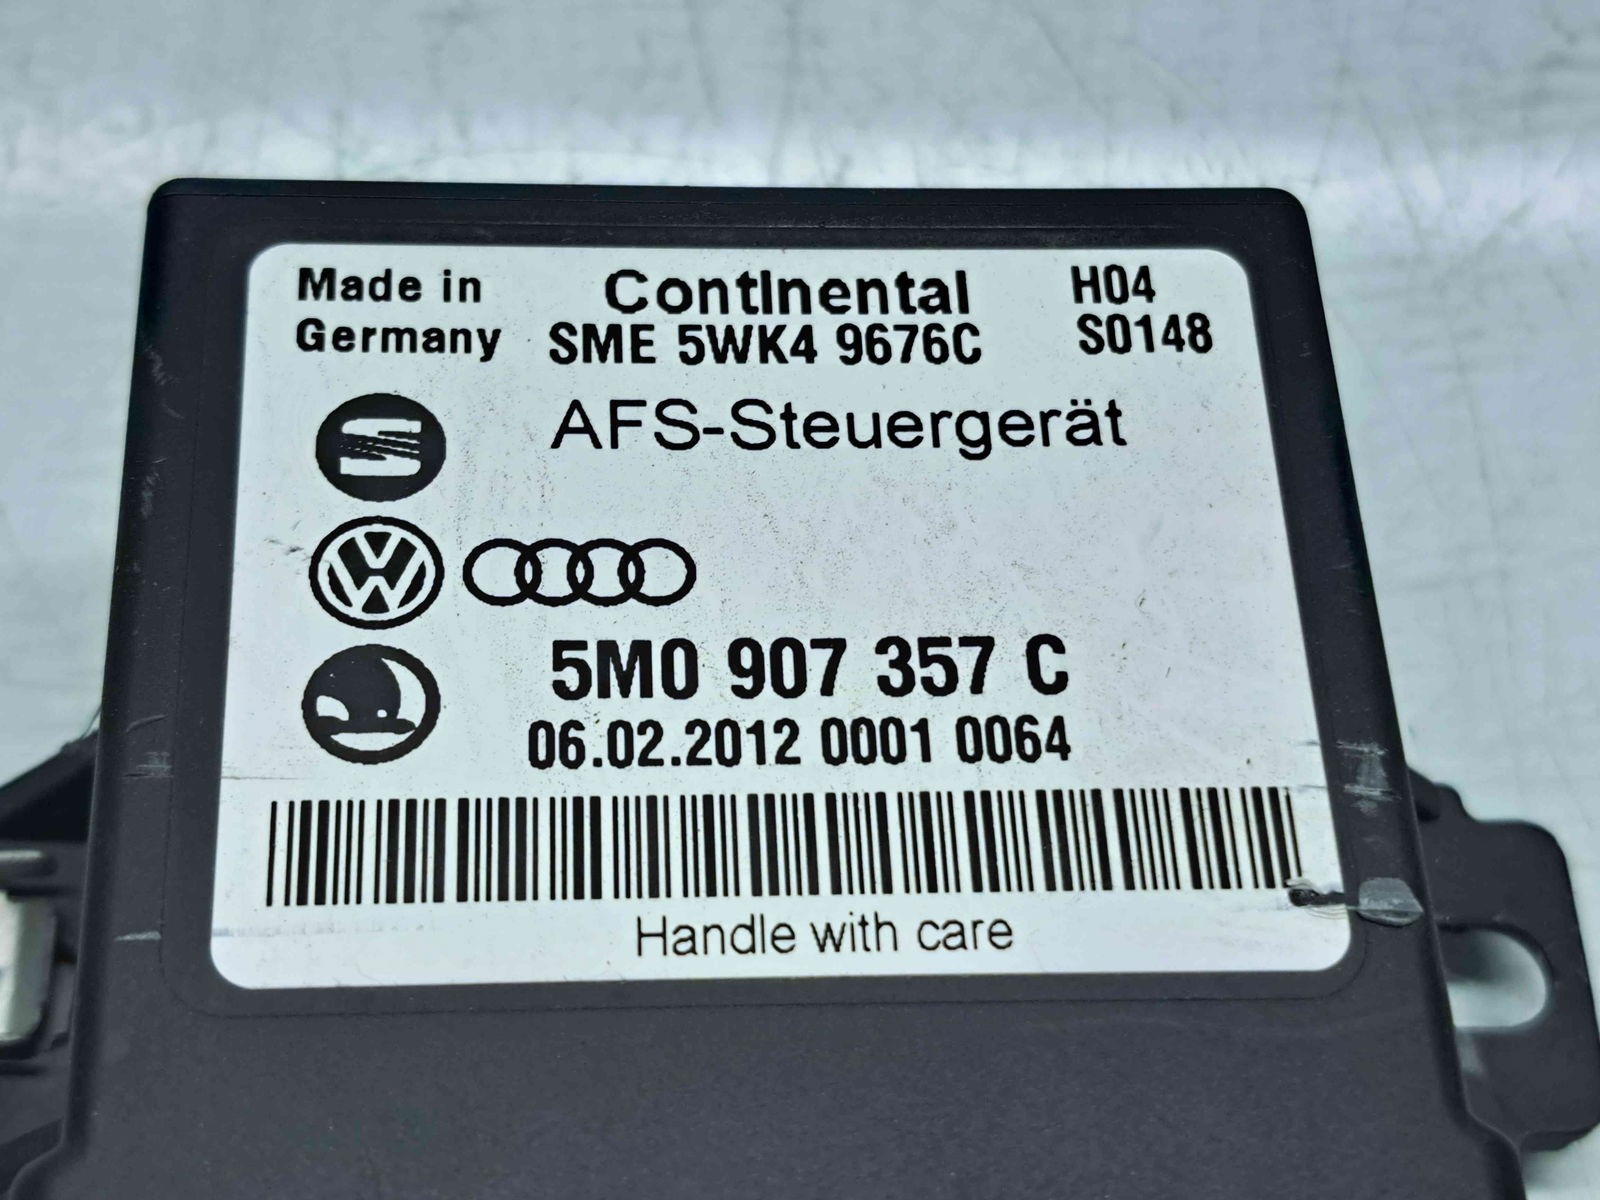 Made in
Germany
Continental
SME 5WK4 9676C
H04
S0148
AFS-Steuergerät
5M0 907 357 C
06.02.2012 0001 0064
Handle with care